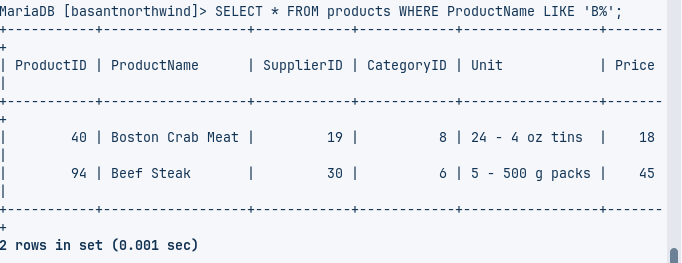 MariaDB [basantnorthwind]> SELECT * FROM products WHERE ProductName LIKE 'B%';
+-----------+------------------+------------+------------+-----------------+-------
+
| ProductID | ProductName      | SupplierID | CategoryID | Unit            | Price
|
+-----------+------------------+------------+------------+-----------------+-------
+
|        40 | Boston Crab Meat |         19 |          8 | 24 - 4 oz tins  |    18
|
|        94 | Beef Steak       |         30 |          6 | 5 - 500 g packs |    45
|
+-----------+------------------+------------+------------+-----------------+-------
+
2 rows in set (0.001 sec)